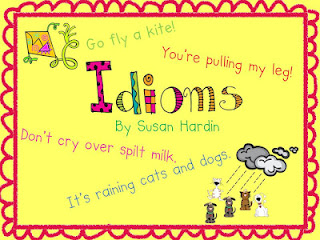 Go fly a kite!
You're pulling my leg!
Idioms
By Susan Hardin
Don't cry over spilt milk.
It's raining cats and dogs.